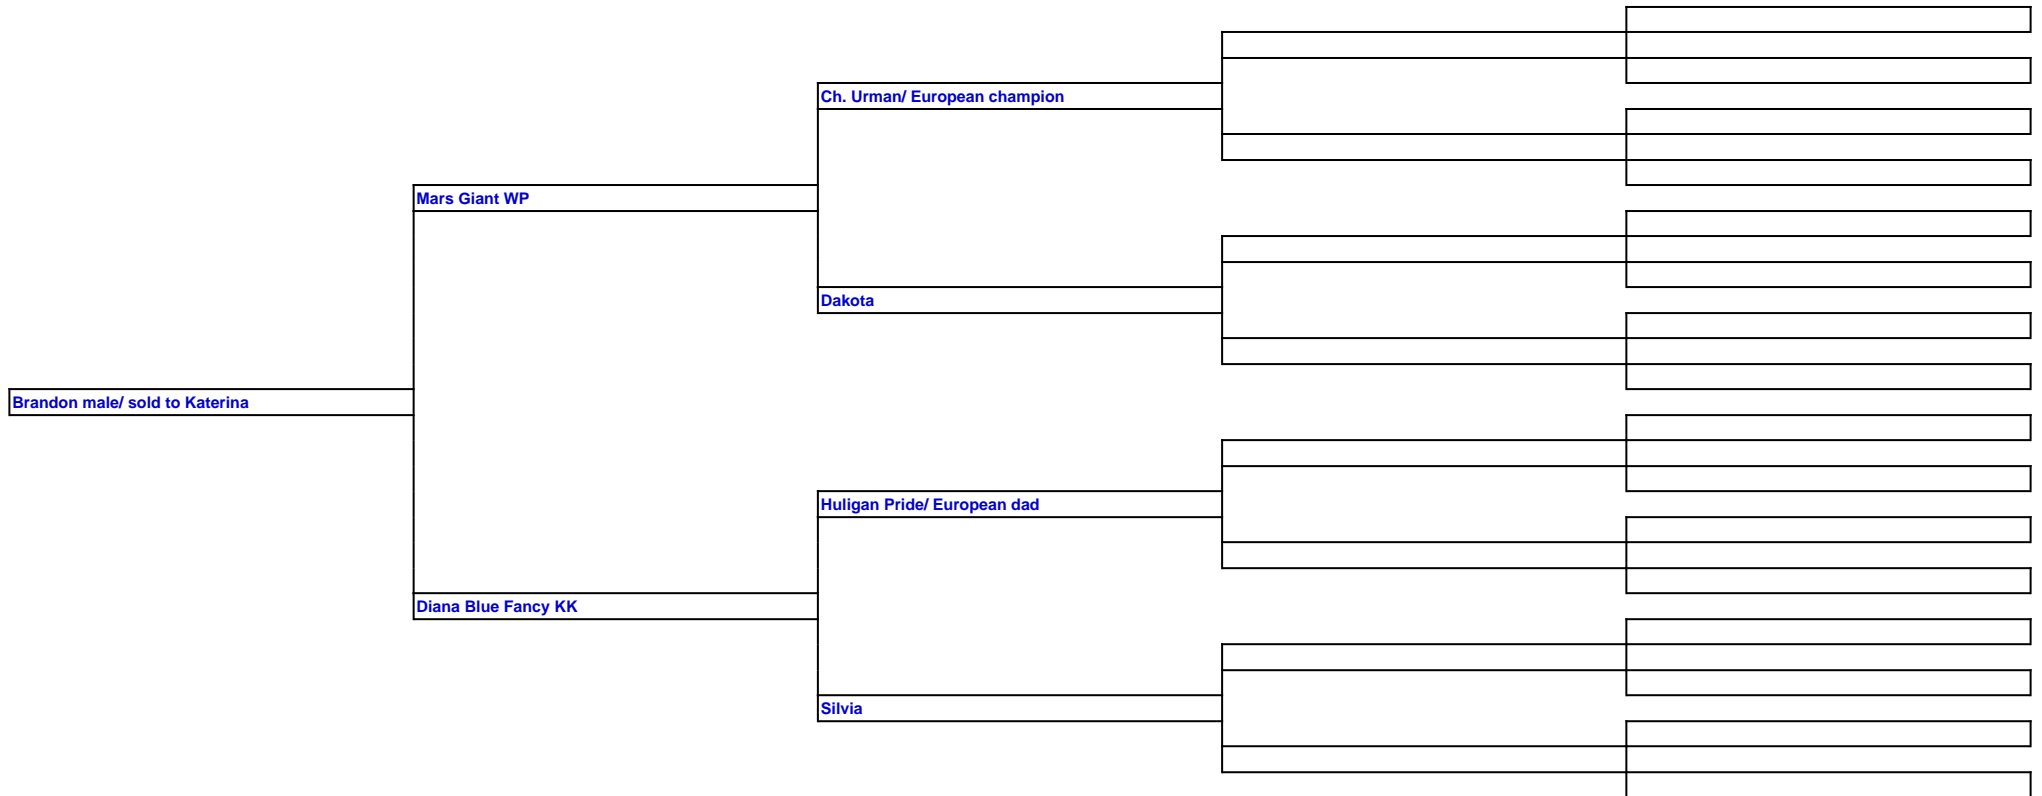 Ch. Urman/ European champion
Mars Giant WP
Dakota
Brandon male/ sold to Katerina
Huligan Pride/ European dad
Diana Blue Fancy KK
Silvia